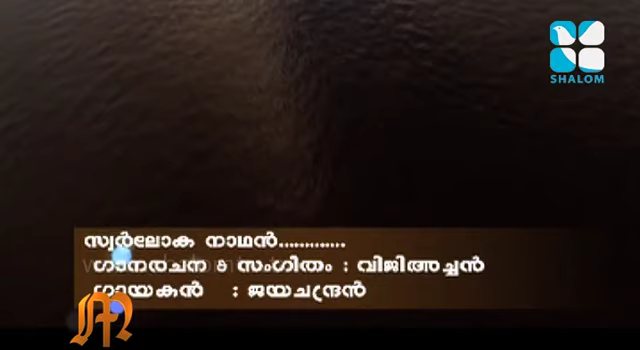 SHALOM
സ്വർലോക നാഥൻ.............
ഗാനരചന & സംഗീതം : വിജിഅച്ചൻ
ഗായകൻ : ജയചന്ദ്രൻ